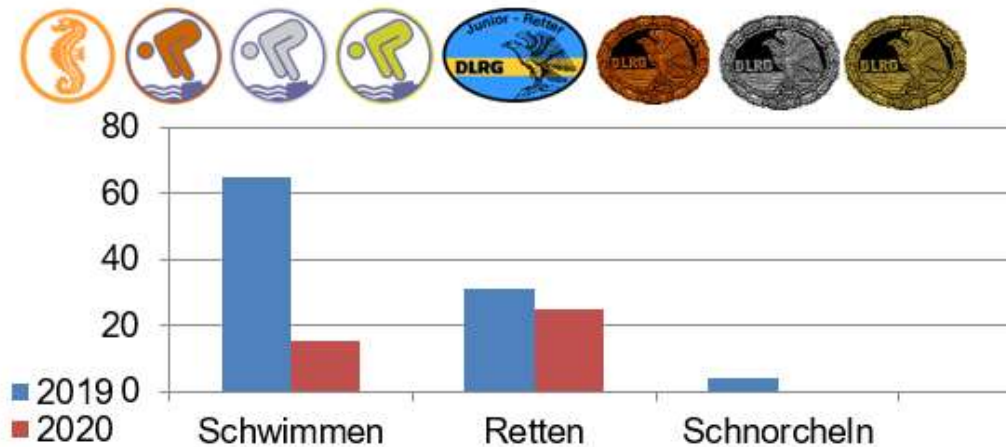 Junior - Retter
DLRG
DLRG
DLRG
DLRG
80
60
40
20
0
2019
2020
Schwimmen Retten Schnorcheln